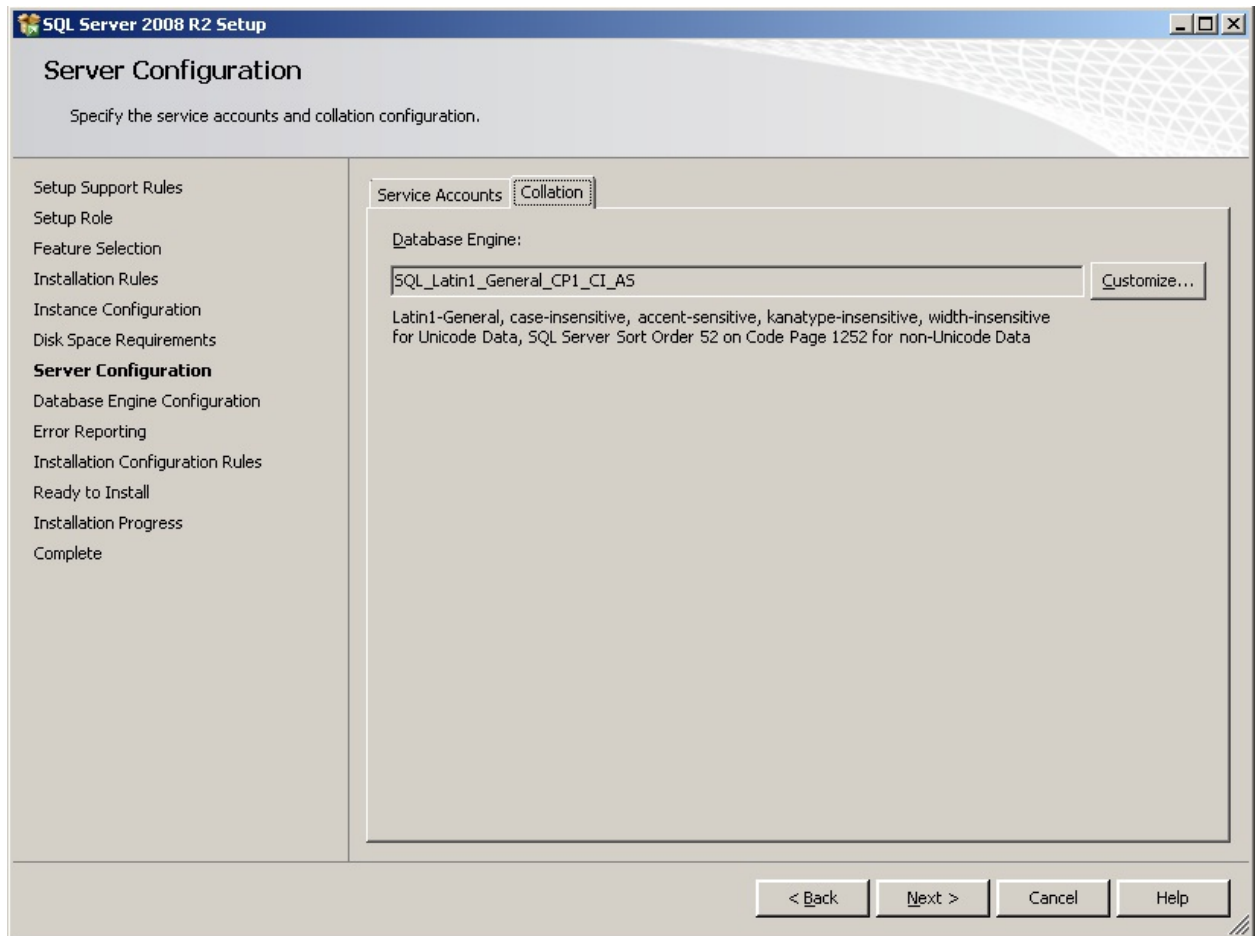 SQL Server 2008 R2 Setup
Server Configuration
Specify the service accounts and collation configuration.
Setup Support Rules
Setup Role
Feature Selection
Installation Rules
Instance Configuration
Disk Space Requirements
Server Configuration
Database Engine Configuration
Error Reporting
Installation Configuration Rules
Ready to Install
Installation Progress
Complete
Service Accounts
Collation
Database Engine:
SQL_Latin1_General_CP1_CI_AS
Customize...
Latin1-General, case-insensitive, accent-sensitive, kanatype-insensitive, width-insensitive
for Unicode Data, SQL Server Sort Order 52 on Code Page 1252 for non-Unicode Data
< Back
Next >
Cancel
Help